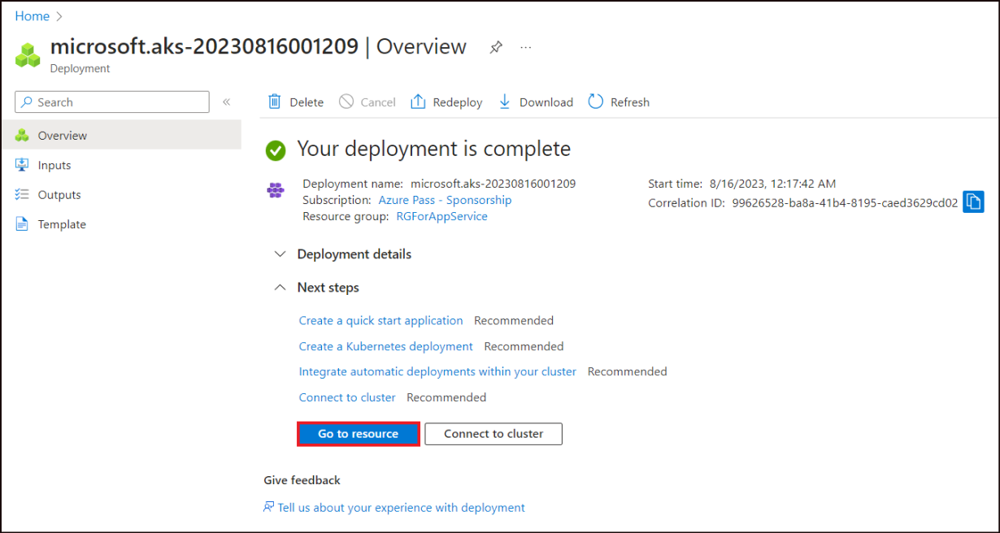 Home >
microsoft.aks-20230816001209 | Overview ...
Deployment
Search «
Delete Cancel Redeploy Download Refresh
Overview
Inputs
Outputs
Template
Your deployment is complete
Deployment name: microsoft.aks-20230816001209
Subscription: Azure Pass - Sponsorship
Resource group: RGForAppService
Start time: 8/16/2023, 12:17:42 AM
Correlation ID: 99626528-ba8a-41b4-8195-caed3629cd02
Deployment details
Next steps
Create a quick start application Recommended
Create a Kubernetes deployment Recommended
Integrate automatic deployments within your cluster Recommended
Connect to cluster Recommended
Go to resource Connect to cluster
Give feedback
Tell us about your experience with deployment